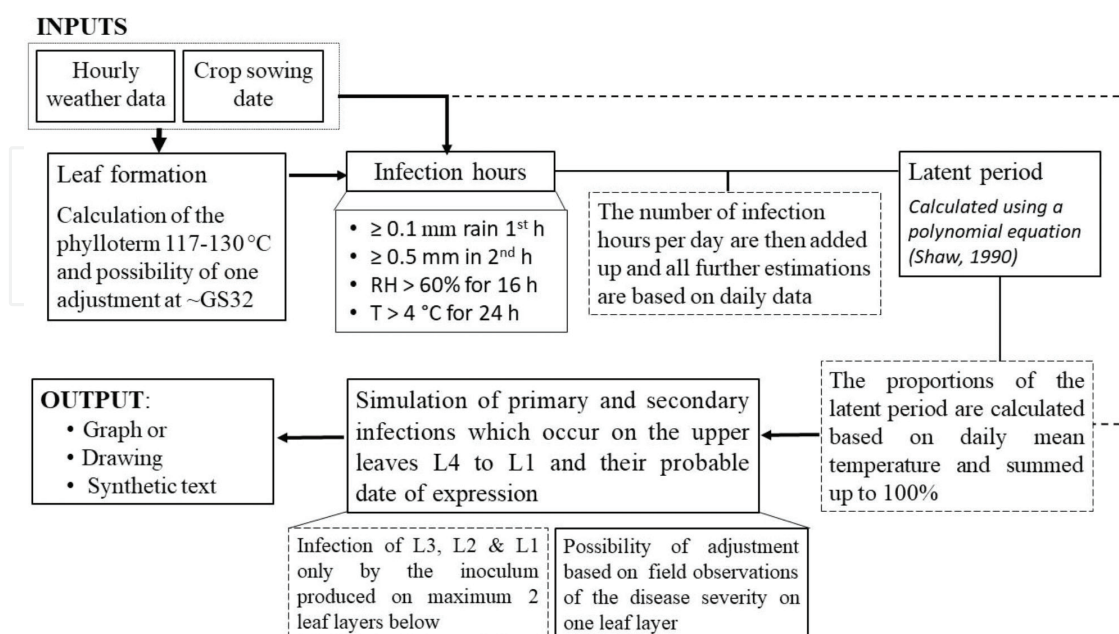 INPUTS
Hourly
weather data
Crop sowing
date
Leaf formation
Calculation of the
phylloterm 117-130 °C
and possibility of one
adjustment at ~GS32
Infection hours
• ≥ 0.1 mm rain 1st h
• ≥ 0.5 mm in 2nd h
• RH > 60% for 16 h
• T > 4 °C for 24 h
The number of infection
hours per day are then added
up and all further estimations
are based on daily data
Latent period
Calculated using a
polynomial equation
(Shaw, 1990)
The proportions of the
latent period are calculated
based on daily mean
temperature and summed
up to 100%
Simulation of primary and secondary
infections which occur on the upper
leaves L4 to L1 and their probable
date of expression
Infection of L3, L2 & L1
only by the inoculum
produced on maximum 2
leaf layers below
Possibility of adjustment
based on field observations
of the disease severity on
one leaf layer
OUTPUT:
• Graph or
• Drawing
• Synthetic text